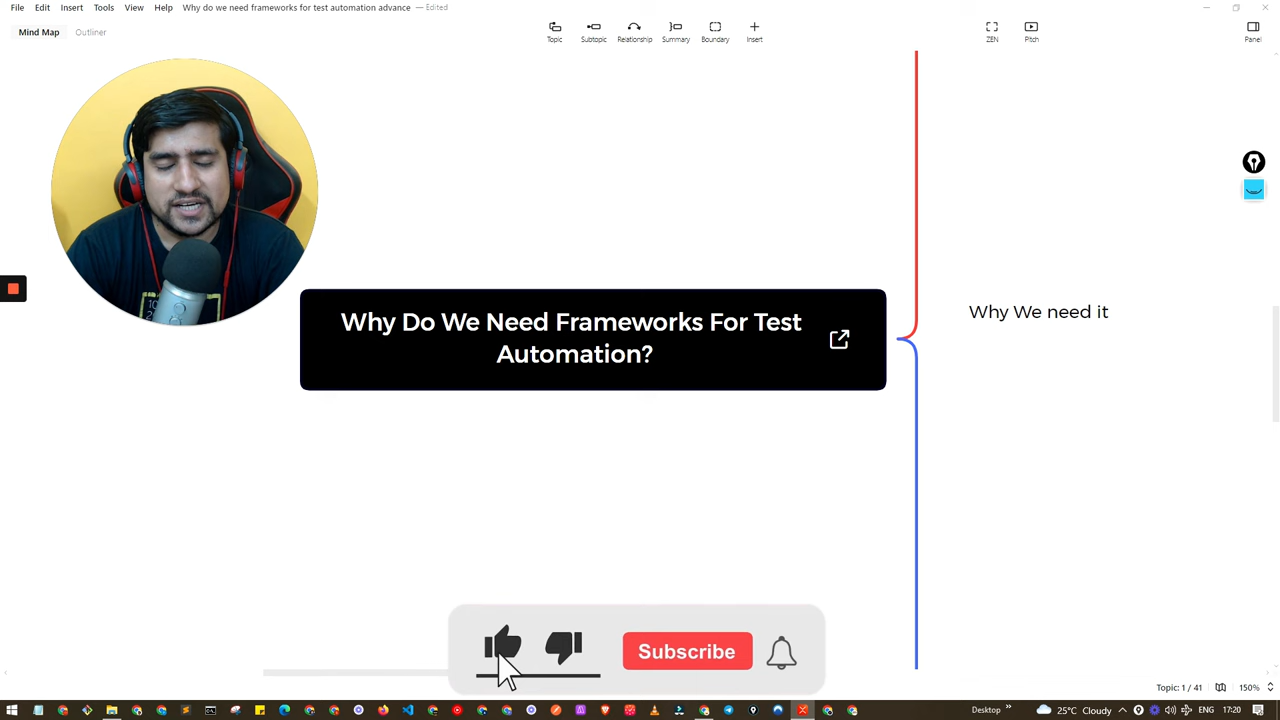 File Edit Insert Tools View Help Why do we need frameworks for test automation advance — Edited
Mind Map Outliner
Topic Subtopic Relationship Summary Boundary Insert ZEN Pitch Panel
Why Do We Need Frameworks For Test
Automation?
Why We need it
Subscribe
Topic: 1 / 41 150%
Desktop 25°C Cloudy ENG 17:20